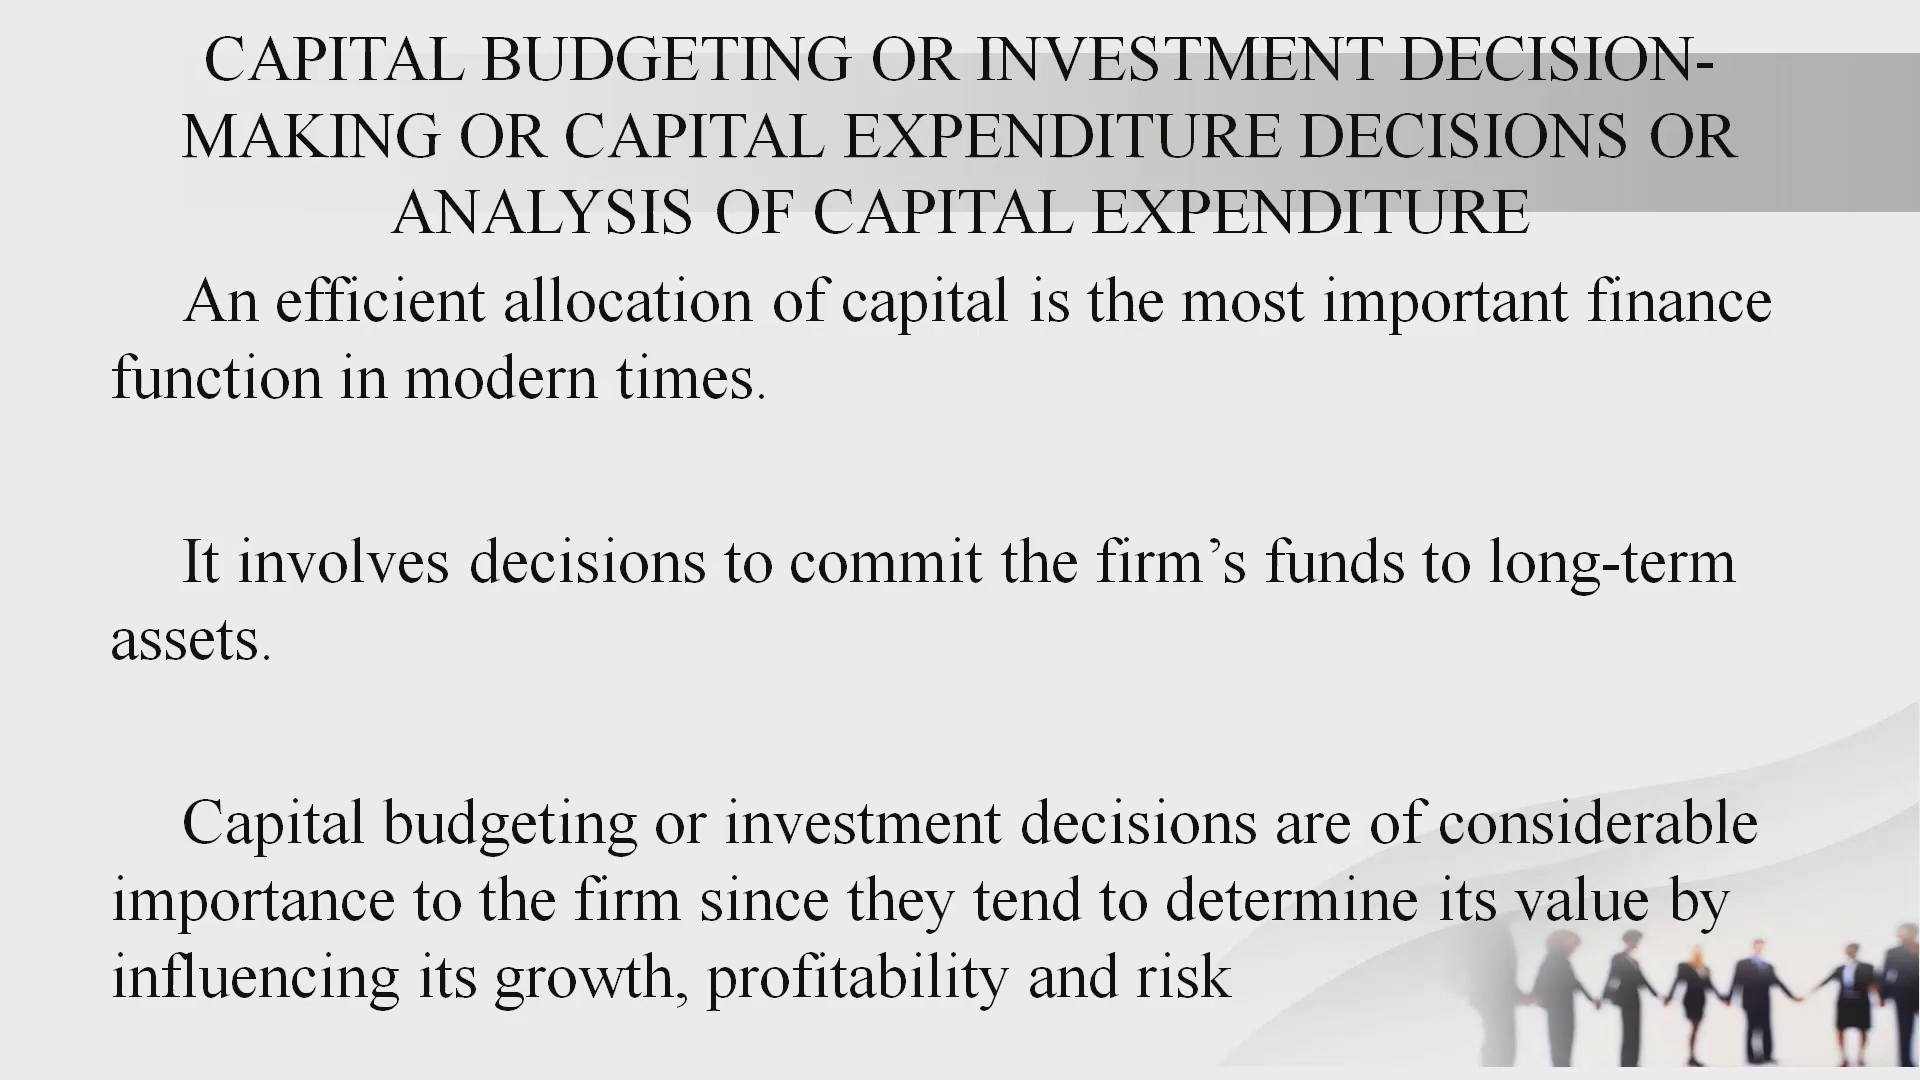 CAPITAL BUDGETING OR INVESTMENT DECISION-
MAKING OR CAPITAL EXPENDITURE DECISIONS OR
ANALYSIS OF CAPITAL EXPENDITURE
An efficient allocation of capital is the most important finance
function in modern times.
It involves decisions to commit the firm’s funds to long-term
assets.
Capital budgeting or investment decisions are of considerable
importance to the firm since they tend to determine its value by
influencing its growth, profitability and risk